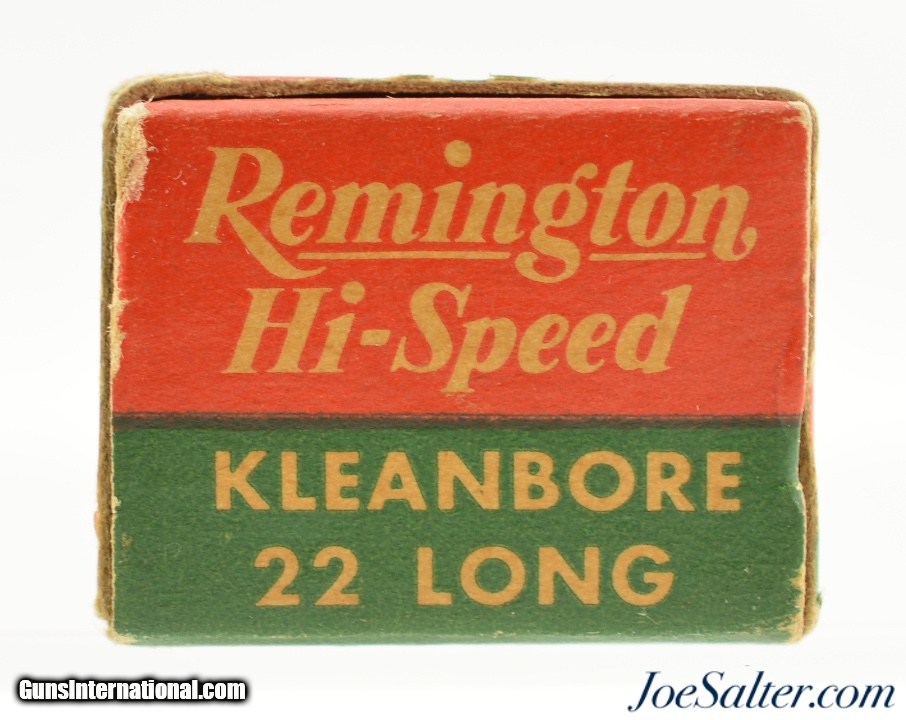 Remington
Hi-Speed
KLEANBORE
22 LONG
GunsInternational.com
JoeSalter.com